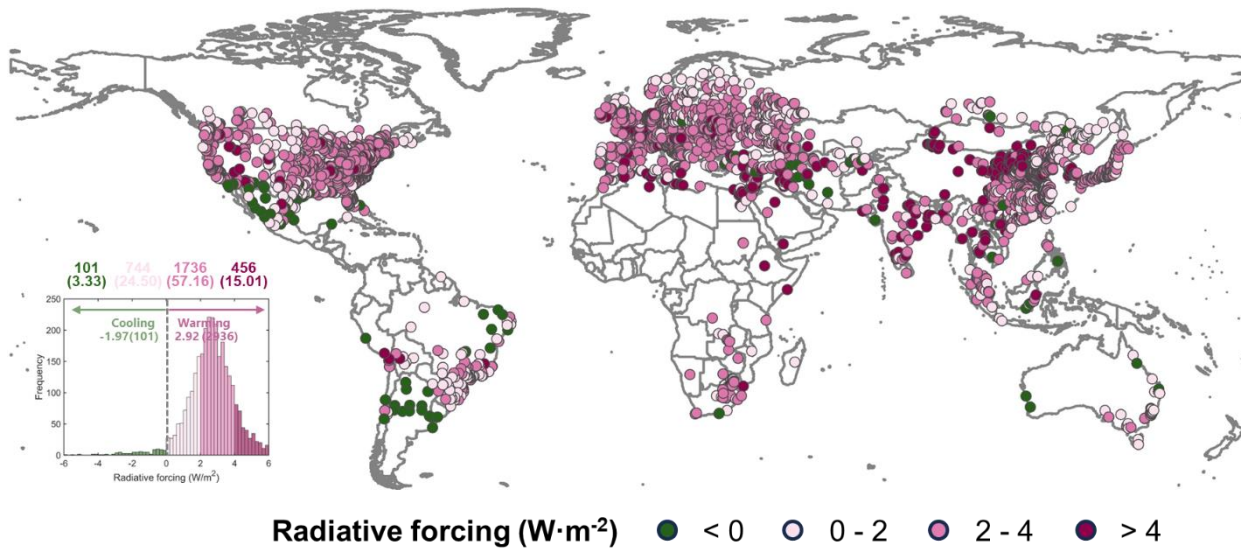 101 744 1736 456
(3.33) (24.50) (57.16) (15.01)
250
200
150
100
50
0
Frequency
Cooling Warming
-1.97(101) 2.92 (2936)
-6 -4 -2 0 2 4 6
Radiative forcing (W/m²)
Radiative forcing (W·m⁻²) < 0 0 - 2 2 - 4 > 4